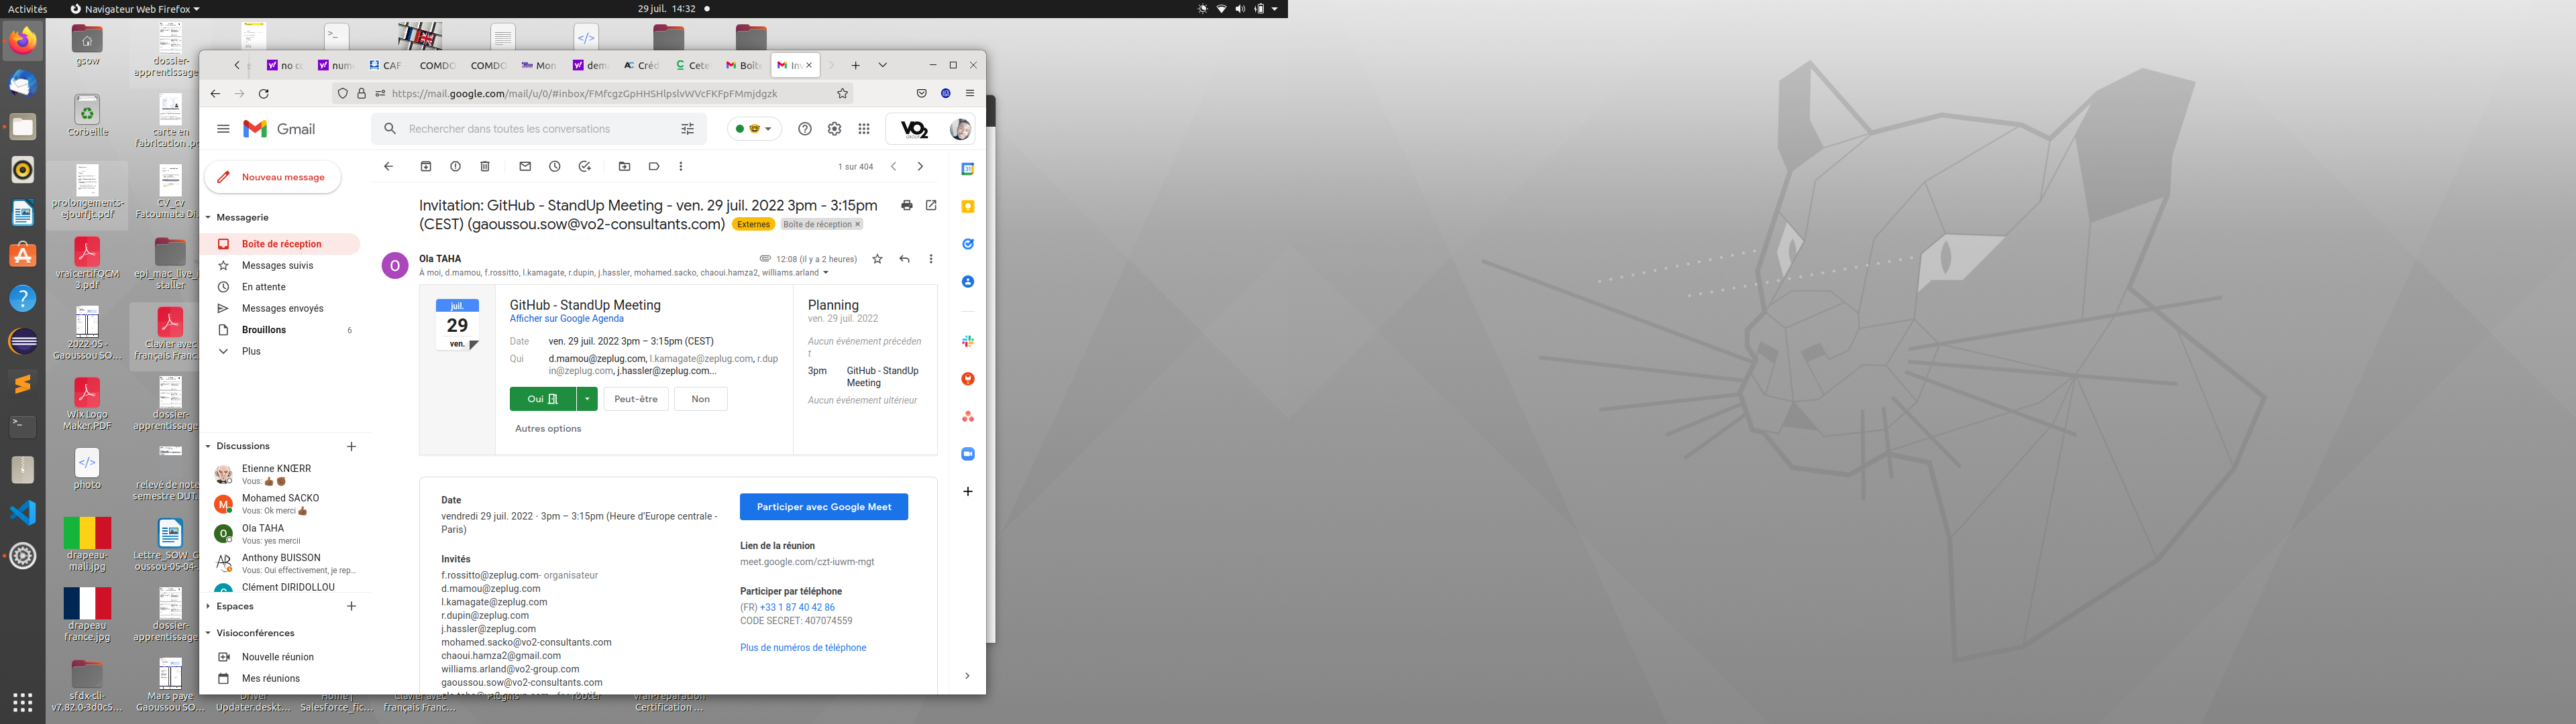 Activités
Navigateur Web Firefox
29 juil. 14:32
gsow
dossier-
apprentissage
Corbeille
carte en
fabrication .p
prolongements-
ejourfjt.pdf
CV_cv
Fatoumata Di...
vraicertifQCM
3.pdf
epi_mac_live_i
staller
2022-05 -
Gaoussou SO...
Clavier avec
français Franc...
Wix Logo
Maker.PDF
dossier-
apprentissage
photo
relevé de note
semestre DUT.
drapeau-
mali.jpg
Lettre_SOW_G
oussou-05-04-
drapeau
france.jpg
dossier-
apprentissage
sfdx-cli-
v7.82.0-3d0c5...
Mars paye
Gaoussou SO...
Updater.deskt...
Salesforce_fic...
français Franc...
Certification ...
no co
num
CAF
COMDO
COMDO
Mon
dem
Créd
Cete
Boît
Inv
https://mail.google.com/mail/u/0/#inbox/FMfcgzGpHHSHlpslvWVcFKFpFMmjdgzk
Gmail
Rechercher dans toutes les conversations
VO2
GROUP
Nouveau message
1 sur 404
Messagerie
Boîte de réception
Messages suivis
En attente
Messages envoyés
Brouillons 6
Plus
Discussions
Etienne KNŒRR
Vous: 👍🏾 ✊🏾
Mohamed SACKO
Vous: Ok merci 👍🏾
Ola TAHA
Vous: yes mercii
Anthony BUISSON
Vous: Oui effectivement, je rep...
Clément DIRIDOLLOU
Espaces
Visioconférences
Nouvelle réunion
Mes réunions
Invitation: GitHub - StandUp Meeting - ven. 29 juil. 2022 3pm - 3:15pm
(CEST) (gaoussou.sow@vo2-consultants.com) Externes Boîte de réception ×
Ola TAHA
12:08 (il y a 2 heures)
À moi, d.mamou, f.rossitto, l.kamagate, r.dupin, j.hassler, mohamed.sacko, chaoui.hamza2, williams.arland
juil.
29
ven.
GitHub - StandUp Meeting
Afficher sur Google Agenda
Date ven. 29 juil. 2022 3pm – 3:15pm (CEST)
Qui d.mamou@zeplug.com, l.kamagate@zeplug.com, r.dup
in@zeplug.com, j.hassler@zeplug.com...
Oui
Peut-être
Non
Autres options
Planning
ven. 29 juil. 2022
Aucun événement précéden
t
3pm GitHub - StandUp
Meeting
Aucun événement ultérieur
Date
vendredi 29 juil. 2022 · 3pm – 3:15pm (Heure d'Europe centrale -
Paris)
Invités
f.rossitto@zeplug.com- organisateur
d.mamou@zeplug.com
l.kamagate@zeplug.com
r.dupin@zeplug.com
j.hassler@zeplug.com
mohamed.sacko@vo2-consultants.com
chaoui.hamza2@gmail.com
williams.arland@vo2-group.com
gaoussou.sow@vo2-consultants.com
Participer avec Google Meet
Lien de la réunion
meet.google.com/czt-iuwm-mgt
Participer par téléphone
(FR) +33 1 87 40 42 86
CODE SECRET: 407074559
Plus de numéros de téléphone